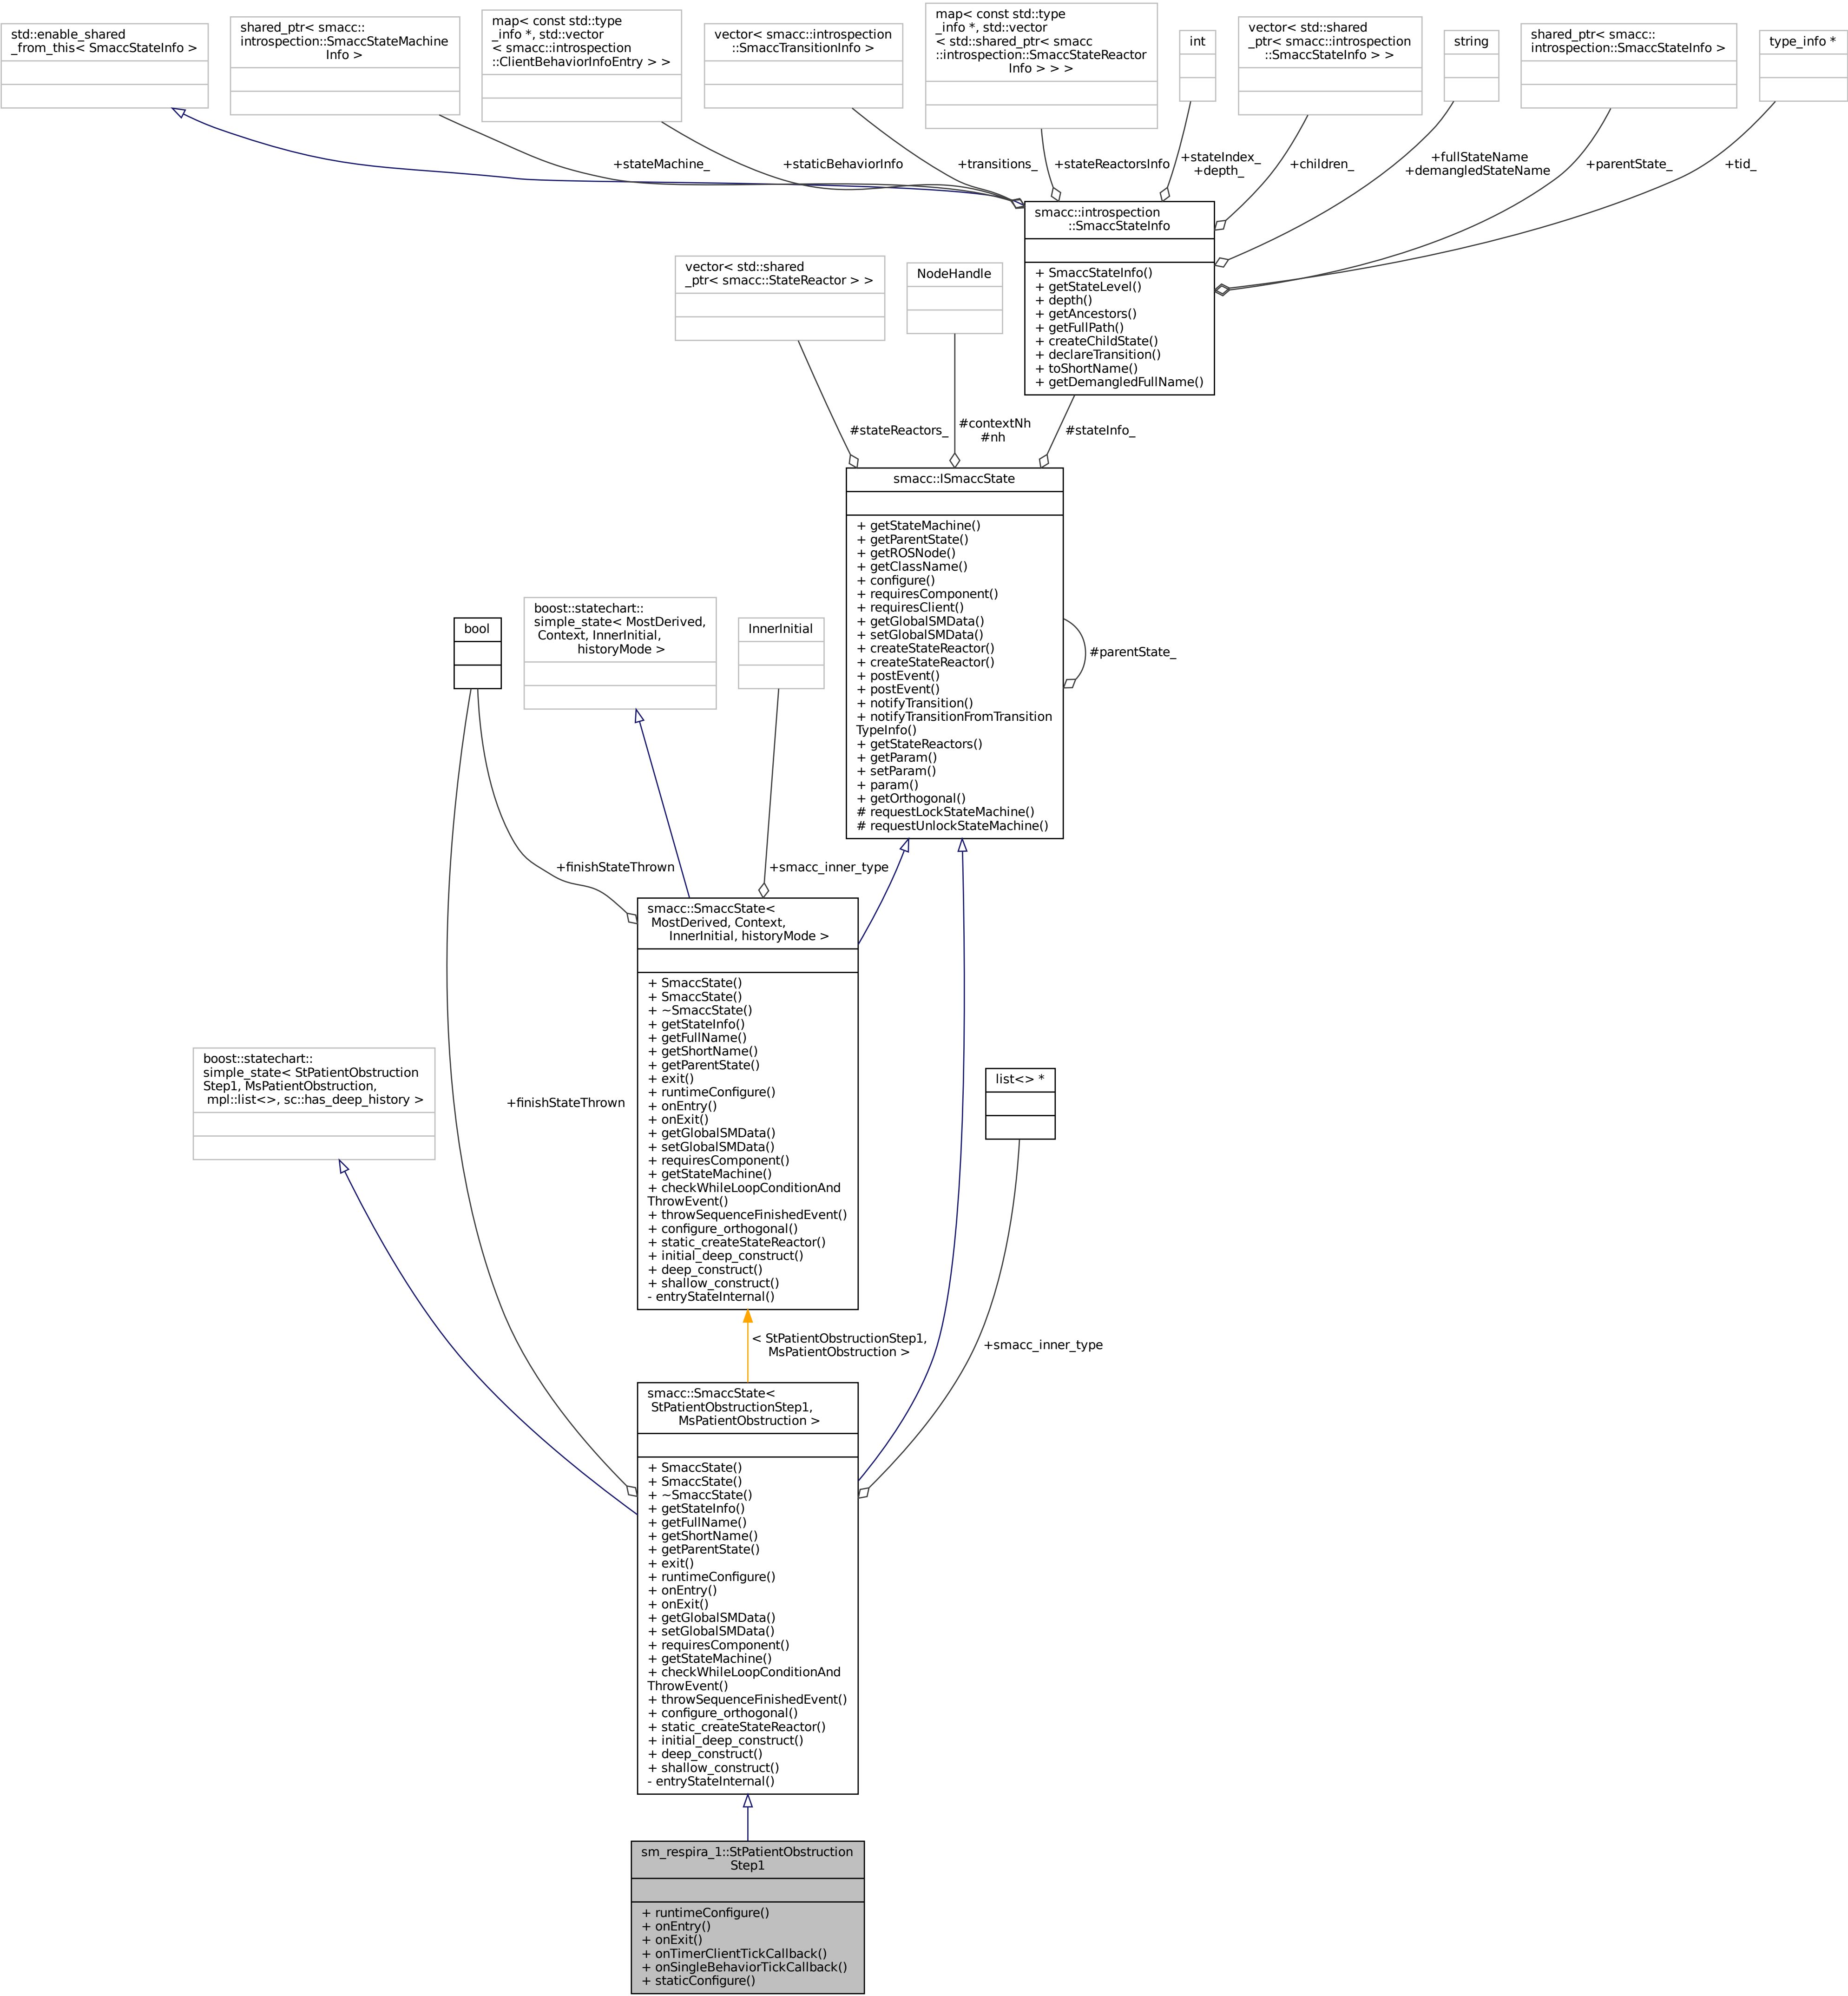 std::enable_shared
_from_this< SmaccStateInfo >
shared_ptr< smacc::
introspection::SmaccStateMachine
Info >
map< const std::type
_info *, std::vector
< smacc::introspection
::ClientBehaviorInfoEntry > >
vector< smacc::introspection
::SmaccTransitionInfo >
map< const std::type
_info *, std::vector
< std::shared_ptr< smacc
::introspection::SmaccStateReactor
Info > > >
int
vector< std::shared
_ptr< smacc::introspection
::SmaccStateInfo > >
string
shared_ptr< smacc::
introspection::SmaccStateInfo >
type_info *
+stateMachine_
+staticBehaviorInfo
+transitions_
+stateReactorsInfo
+stateIndex_
+depth_
+children_
+fullStateName
+demangledStateName
+parentState_
+tid_
smacc::introspection
::SmaccStateInfo
+ SmaccStateInfo()
+ getStateLevel()
+ depth()
+ getAncestors()
+ getFullPath()
+ createChildState()
+ declareTransition()
+ toShortName()
+ getDemangledFullName()
vector< std::shared
_ptr< smacc::StateReactor > >
NodeHandle
#stateReactors_
#contextNh
#nh
#stateInfo_
smacc::ISmaccState
+ getStateMachine()
+ getParentState()
+ getROSNode()
+ getClassName()
+ configure()
+ requiresComponent()
+ requiresClient()
+ getGlobalSMData()
+ setGlobalSMData()
+ createStateReactor()
+ createStateReactor()
+ postEvent()
+ postEvent()
+ notifyTransition()
+ notifyTransitionFromTransition
TypeInfo()
+ getStateReactors()
+ getParam()
+ setParam()
+ param()
+ getOrthogonal()
# requestLockStateMachine()
# requestUnlockStateMachine()
#parentState_
bool
boost::statechart::
simple_state< MostDerived,
Context, InnerInitial,
historyMode >
InnerInitial
+finishStateThrown
+smacc_inner_type
smacc::SmaccState<
MostDerived, Context,
InnerInitial, historyMode >
+ SmaccState()
+ SmaccState()
+ ~SmaccState()
+ getStateInfo()
+ getFullName()
+ getShortName()
+ getParentState()
+ exit()
+ runtimeConfigure()
+ onEntry()
+ onExit()
+ getGlobalSMData()
+ setGlobalSMData()
+ requiresComponent()
+ getStateMachine()
+ checkWhileLoopConditionAnd
ThrowEvent()
+ throwSequenceFinishedEvent()
+ configure_orthogonal()
+ static_createStateReactor()
+ initial_deep_construct()
+ deep_construct()
+ shallow_construct()
- entryStateInternal()
boost::statechart::
simple_state< StPatientObstruction
Step1, MsPatientObstruction,
mpl::list<>, sc::has_deep_history >
+finishStateThrown
list<> *
< StPatientObstructionStep1,
MsPatientObstruction >
+smacc_inner_type
smacc::SmaccState<
StPatientObstructionStep1,
MsPatientObstruction >
+ SmaccState()
+ SmaccState()
+ ~SmaccState()
+ getStateInfo()
+ getFullName()
+ getShortName()
+ getParentState()
+ exit()
+ runtimeConfigure()
+ onEntry()
+ onExit()
+ getGlobalSMData()
+ setGlobalSMData()
+ requiresComponent()
+ getStateMachine()
+ checkWhileLoopConditionAnd
ThrowEvent()
+ throwSequenceFinishedEvent()
+ configure_orthogonal()
+ static_createStateReactor()
+ initial_deep_construct()
+ deep_construct()
+ shallow_construct()
- entryStateInternal()
sm_respira_1::StPatientObstruction
Step1
+ runtimeConfigure()
+ onEntry()
+ onExit()
+ onTimerClientTickCallback()
+ onSingleBehaviorTickCallback()
+ staticConfigure()